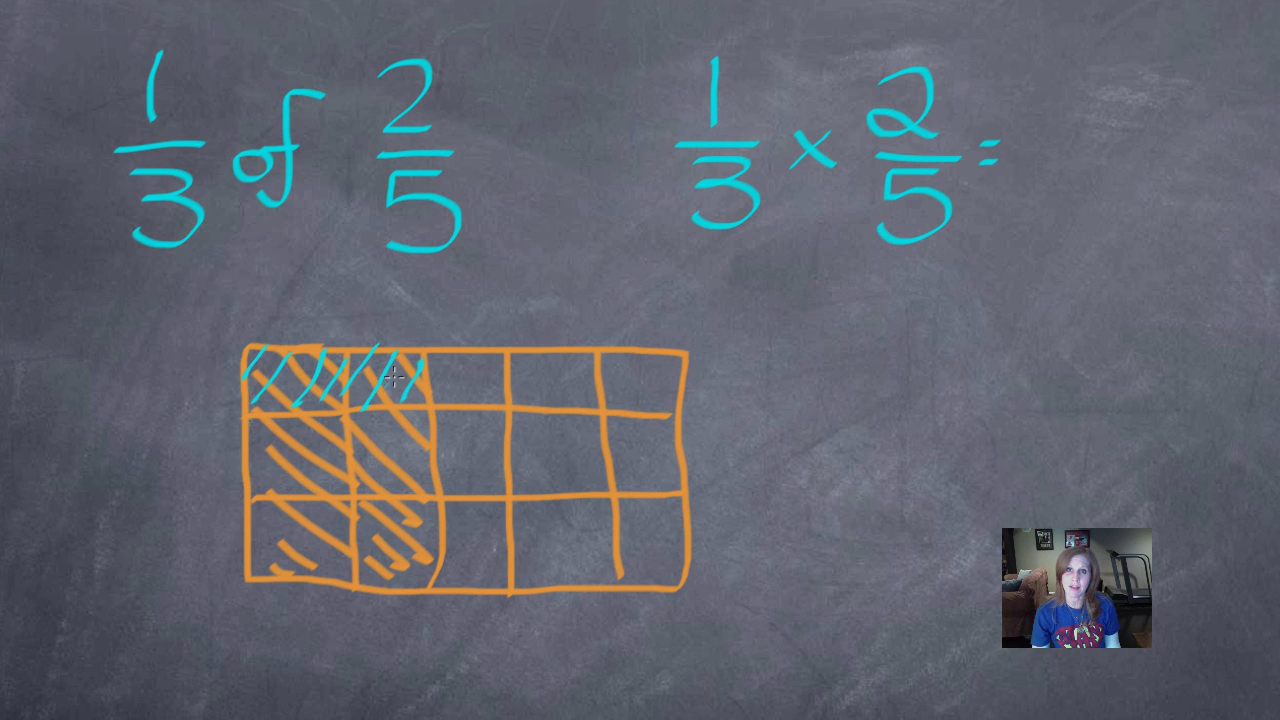 1/3 of 2/5
1/3 x 2/5 =